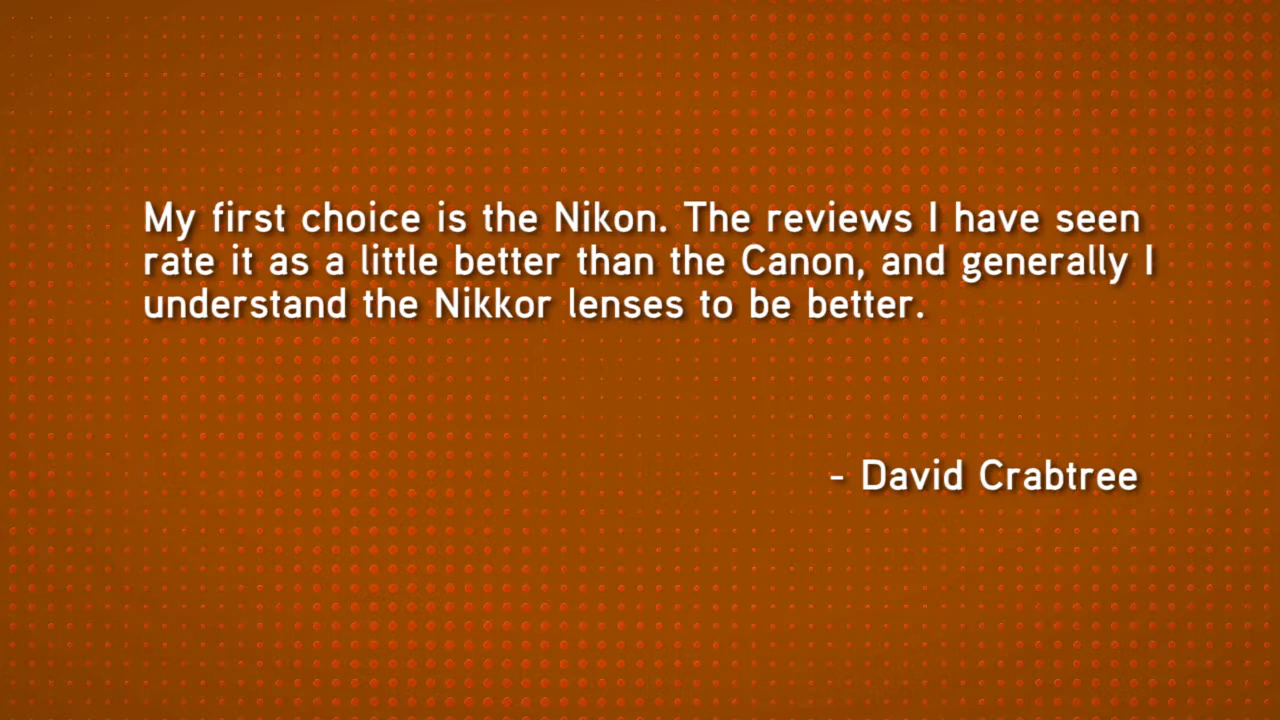 My first choice is the Nikon. The reviews I have seen
rate it as a little better than the Canon, and generally I
understand the Nikkor lenses to be better.
- David Crabtree